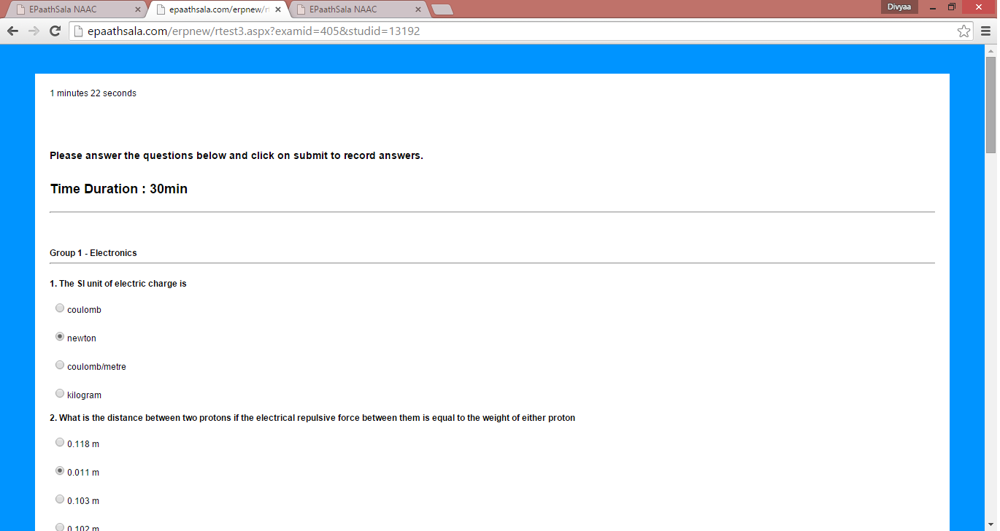 EPaathSala NAAC
epaathsala.com/erpnew/rt
EPaathSala NAAC
Divyaa
epaathsala.com/erpnew/rtest3.aspx?examid=405&studid=13192
1 minutes 22 seconds
Please answer the questions below and click on submit to record answers.
Time Duration : 30min
Group 1 - Electronics
1. The SI unit of electric charge is
coulomb
newton
coulomb/metre
kilogram
2. What is the distance between two protons if the electrical repulsive force between them is equal to the weight of either proton
0.118 m
0.011 m
0.103 m
0.102 m